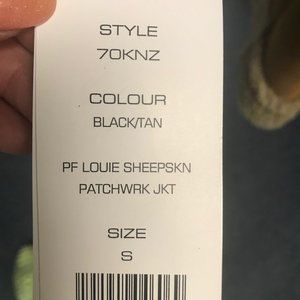 STYLE
70KNZ
COLOUR
BLACK/TAN
PF LOUIE SHEEPSKN
PATCHWRK JKT
SIZE
S